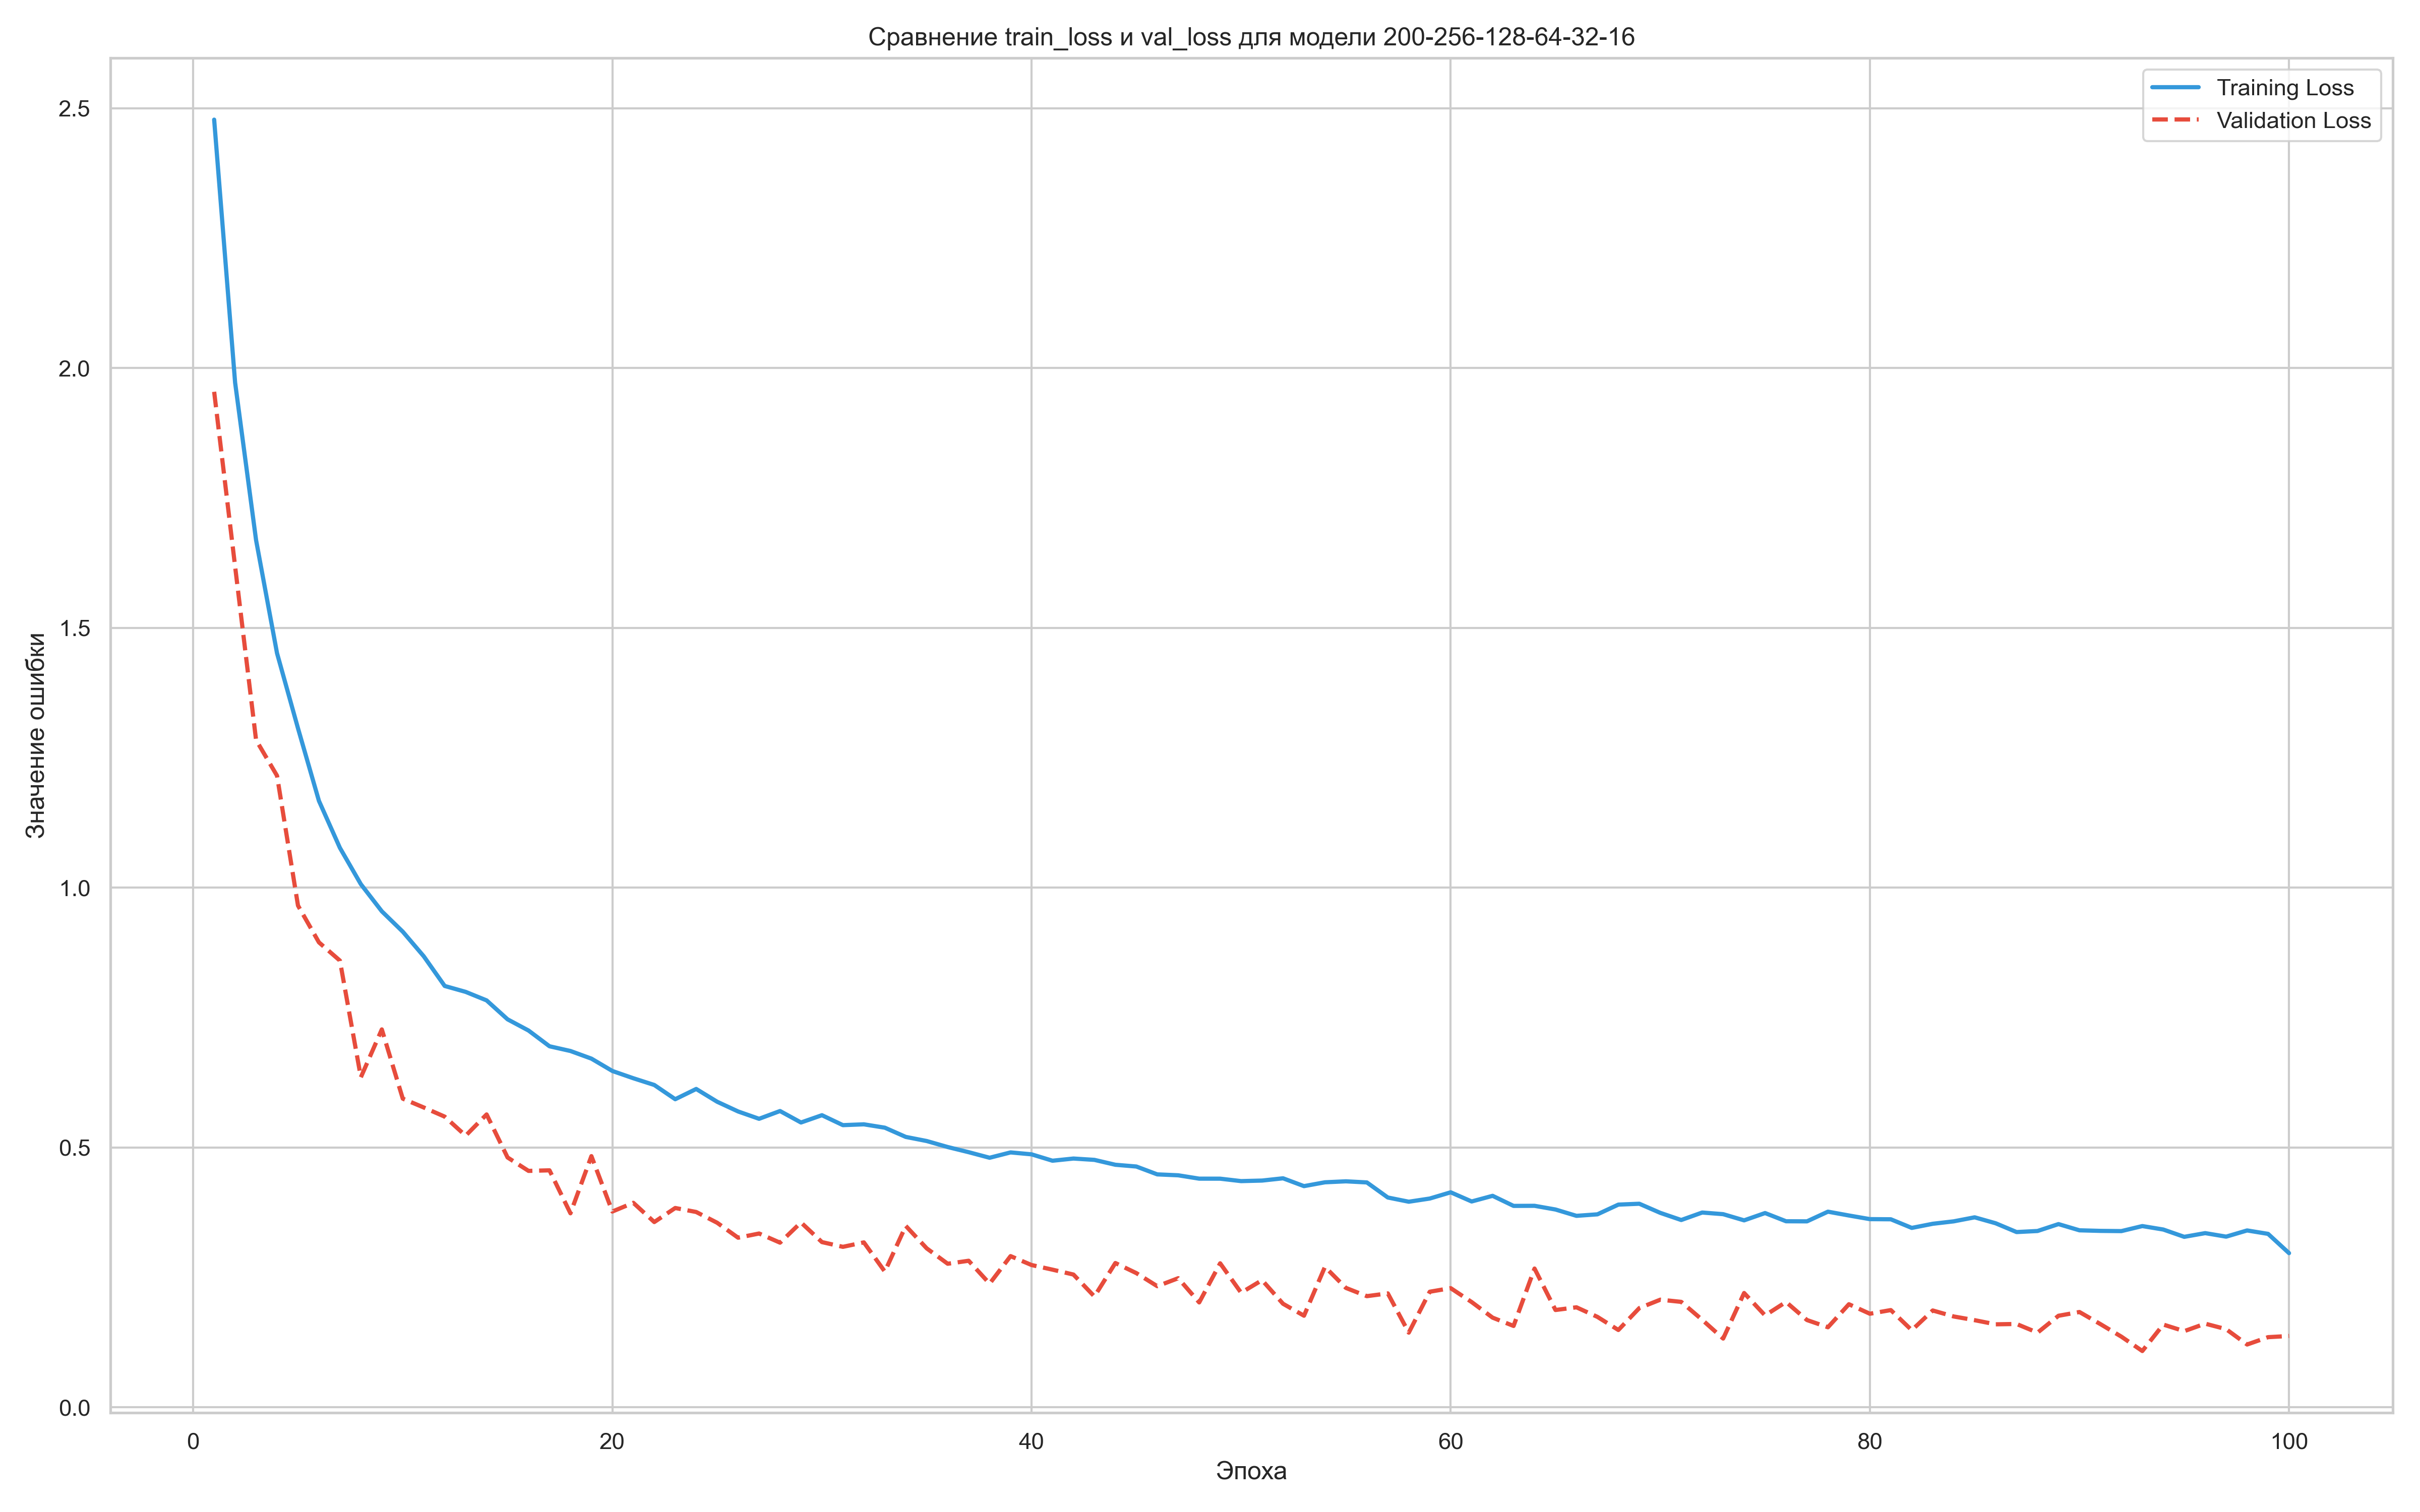 Сравнение train_loss и val_loss для модели 200-256-128-64-32-16
Training Loss
Validation Loss
Значение ошибки
2.5
2.0
1.5
1.0
0.5
0.0
0 20 40 60 80 100
Эпоха